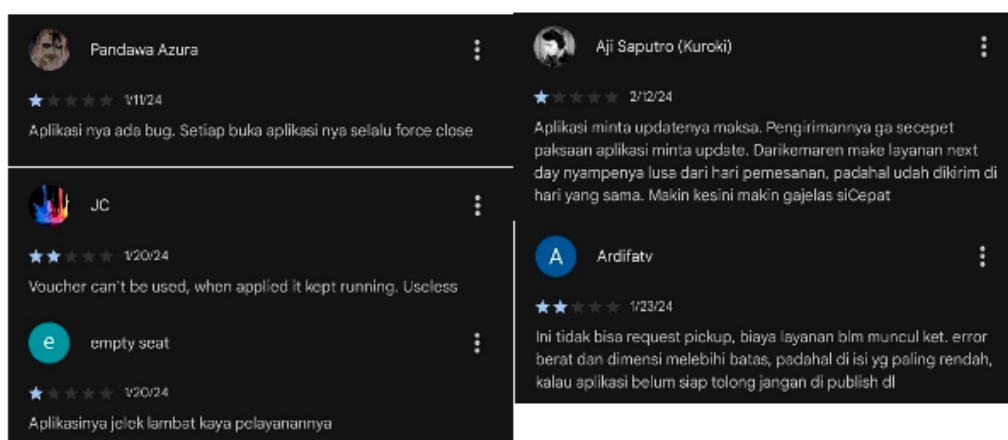 Pandawa Azura
1/11/24
Aplikasi nya ada bug. Setiap buka aplikasi nya selalu force close
JC
1/20/24
Voucher can't be used, when applied it kept running. Useless
e
empty seat
1/20/24
Aplikasinya jelek lambat kaya pelayanannya
Aji Saputro (Kuroki)
2/12/24
Aplikasi minta updatenya maksa. Pengirimannya ga secepet
paksaan aplikasi minta update. Darikemaren make layanan next
day nyampenya lusa dari hari pemesanan, padahal udah dikirim di
hari yang sama. Makin kesini makin gajelas siCepat
A
Ardifatv
1/23/24
Ini tidak bisa request pickup, biaya layanan blm muncul ket. error
berat dan dimensi melebihi batas, padahal di isi yg paling rendah,
kalau aplikasi belum siap tolong jangan di publish dl